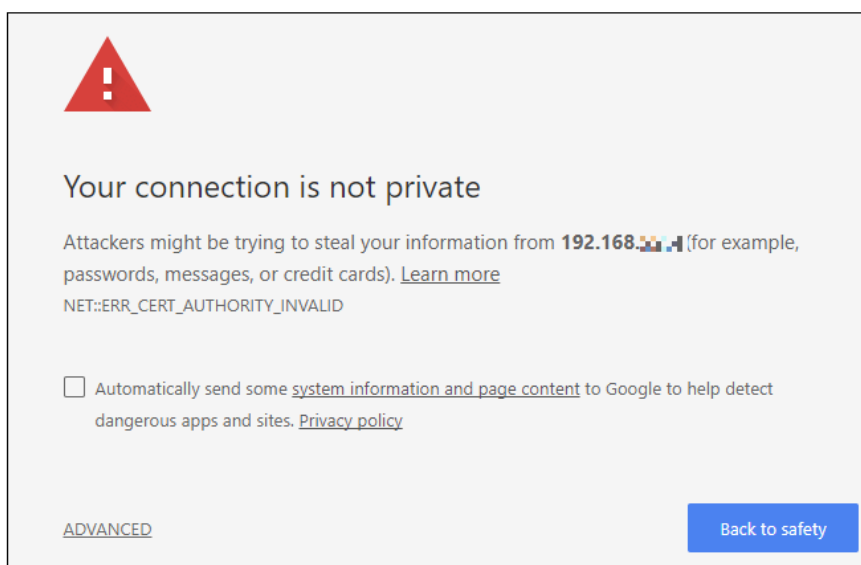 Your connection is not private
Attackers might be trying to steal your information from 192.168. (for example,
passwords, messages, or credit cards). Learn more
NET::ERR_CERT_AUTHORITY_INVALID
Automatically send some system information and page content to Google to help detect
dangerous apps and sites. Privacy policy
ADVANCED
Back to safety